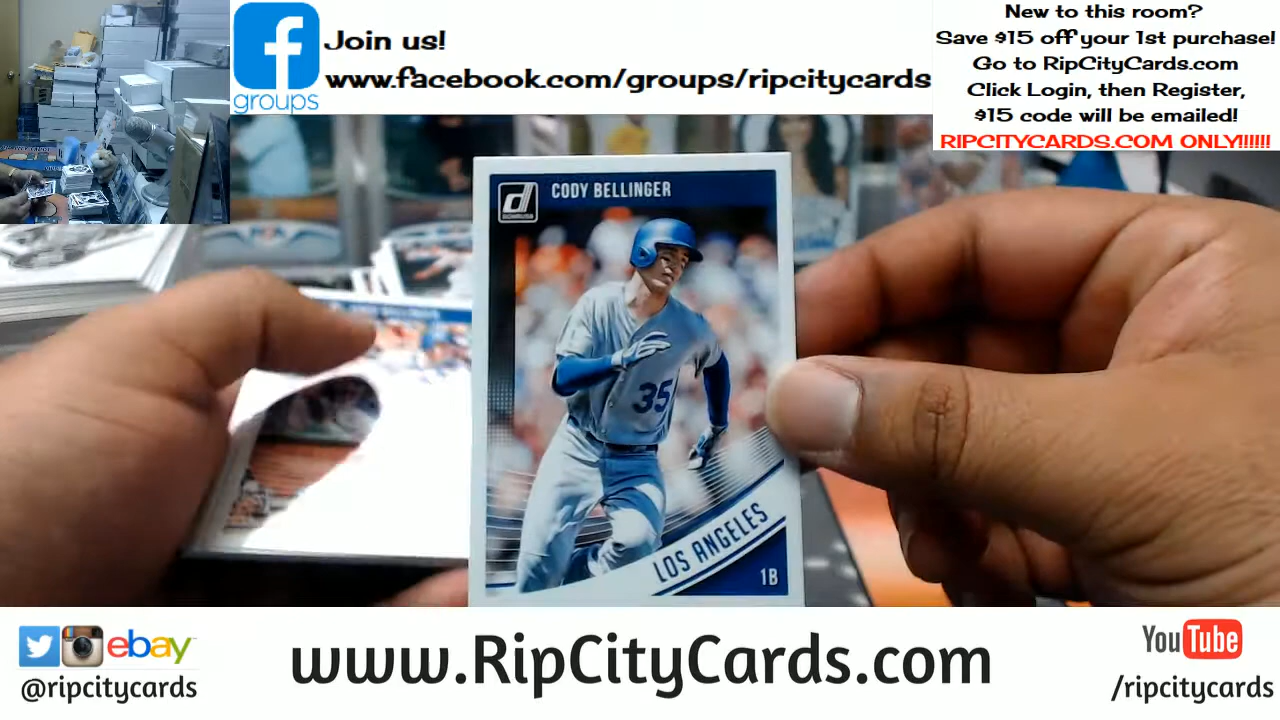 f
groups
Join us!
www.facebook.com/groups/ripcitycards
New to this room?
Save $15 off your 1st purchase!
Go to RipCityCards.com
Click Login, then Register,
$15 code will be emailed!
RIPCITYCARDS.COM ONLY!!!!!!
d
DONRUSS
CODY BELLINGER
35
LOS ANGELES
1B
ebay
@ripcitycards
www.RipCityCards.com
YouTube
/ripcitycards